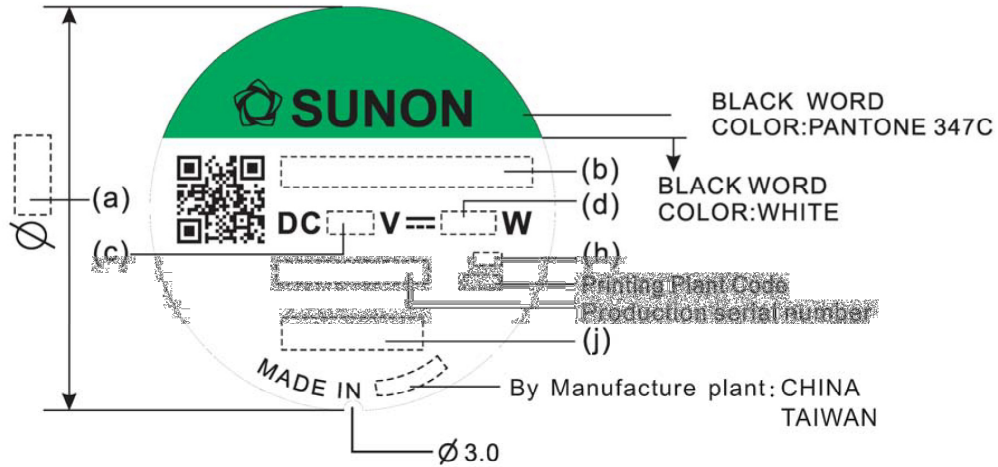 SUNON
BLACK WORD
COLOR:PANTONE 347C
(b)
BLACK WORD
COLOR:WHITE
(a)
(d)
Ø
DC V⎓ W
(c)
(h)
Printing Plant Code
Production serial number
(j)
MADE IN
By Manufacture plant: CHINA
TAIWAN
Ø 3.0